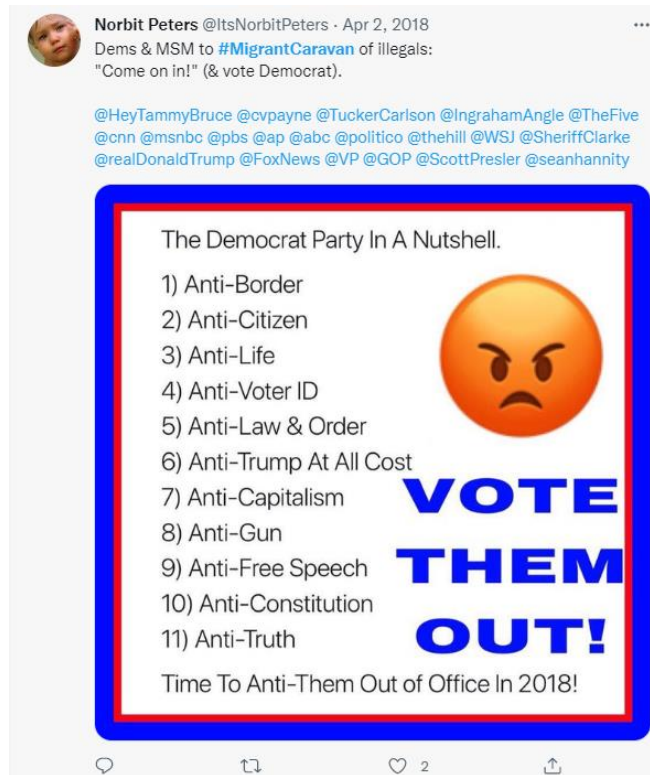 Norbit Peters @ItsNorbitPeters · Apr 2, 2018
Dems & MSM to #MigrantCaravan of illegals:
"Come on in!" (& vote Democrat).
@HeyTammyBruce @cvpayne @TuckerCarlson @IngrahamAngle @TheFive
@cnn @msnbc @pbs @ap @abc @politico @thehill @WSJ @SheriffClarke
@realDonaldTrump @FoxNews @VP @GOP @ScottPresler @seanhannity
The Democrat Party In A Nutshell.
1) Anti-Border
2) Anti-Citizen
3) Anti-Life
4) Anti-Voter ID
5) Anti-Law & Order
6) Anti-Trump At All Cost
7) Anti-Capitalism
8) Anti-Gun
9) Anti-Free Speech
10) Anti-Constitution
11) Anti-Truth
VOTE
THEM
OUT!
Time To Anti-Them Out of Office In 2018!
2